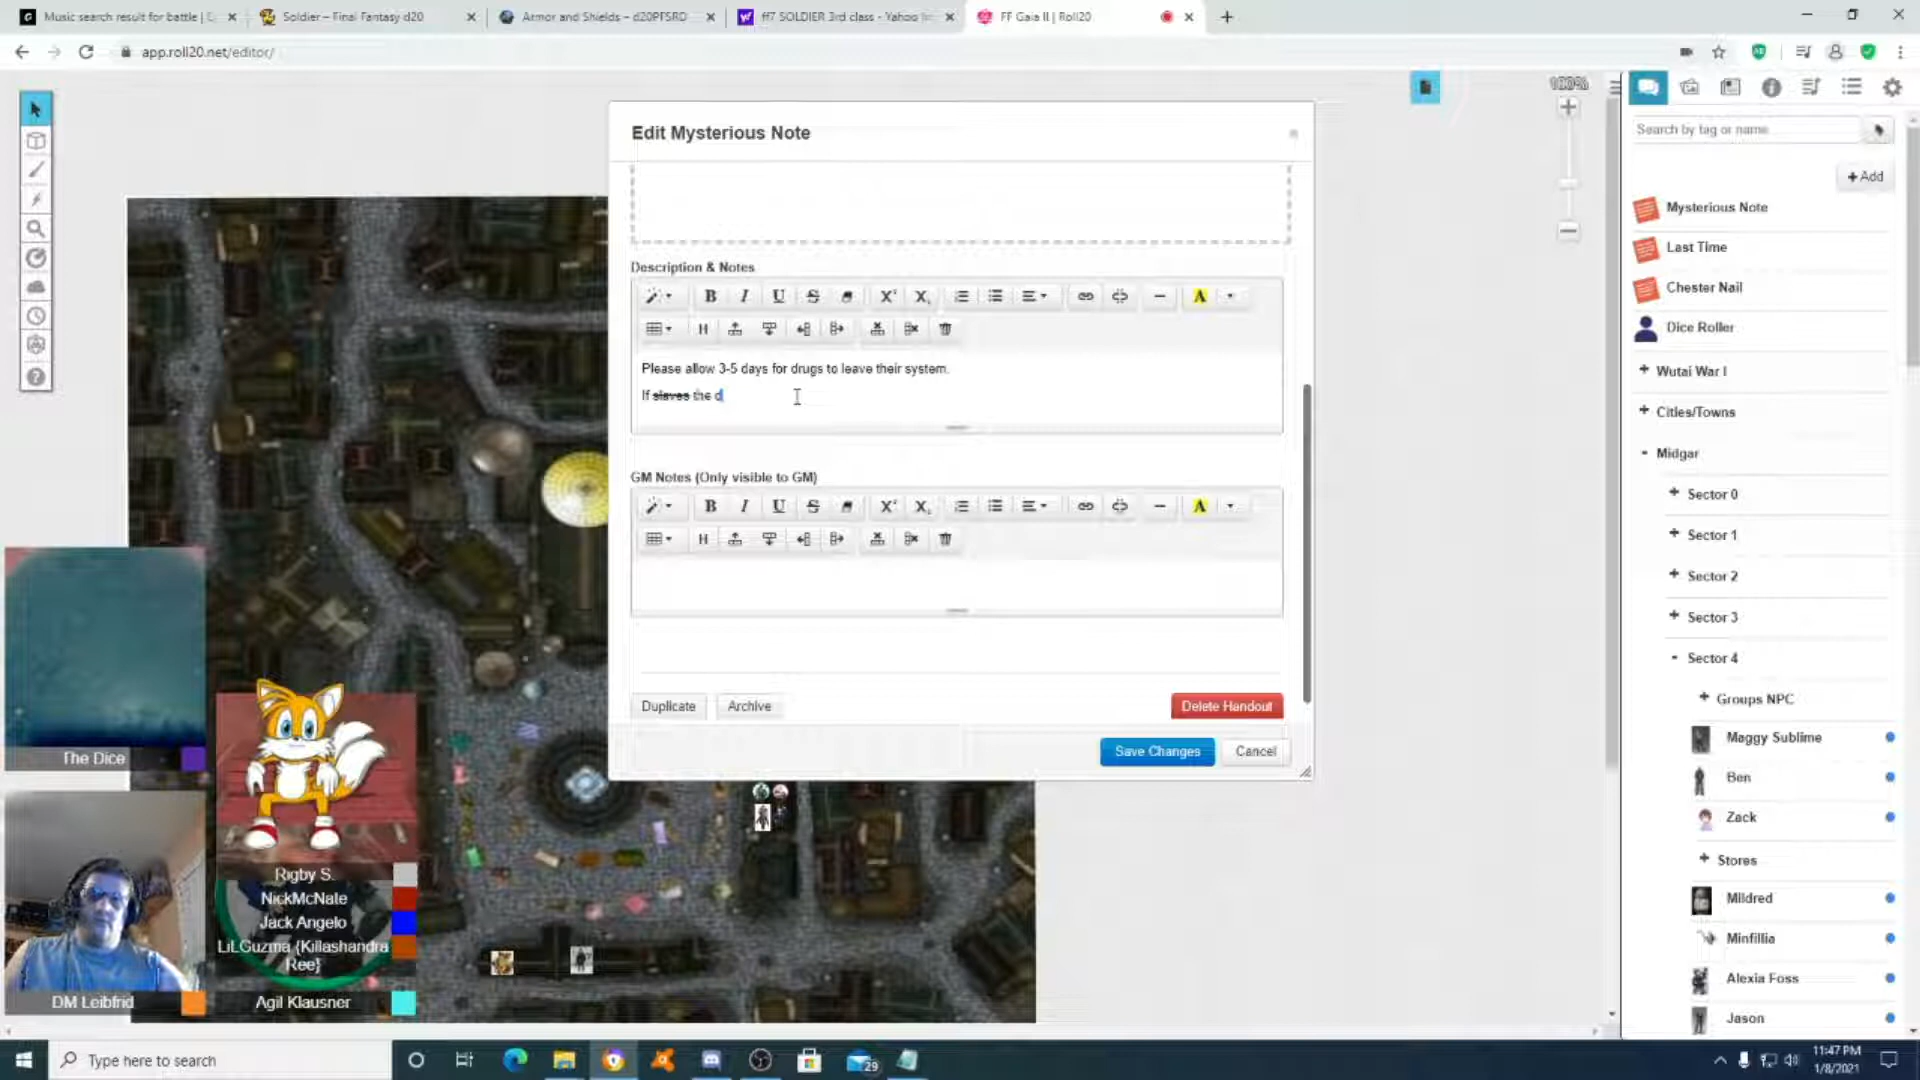 Music search result for battle | G
Soldier – Final Fantasy d20
Armor and Shields – d20PFSRD
ff7 SOLDIER 3rd class - Yahoo
FF Gaia II | Roll20
app.roll20.net/editor/
100%
Search by tag or name
+ Add
Mysterious Note
Last Time
Chester Nail
Dice Roller
Wutai War I
Cities/Towns
Midgar
Sector 0
Sector 1
Sector 2
Sector 3
Sector 4
Groups NPC
Maggy Sublime
Ben
Zack
Stores
Mildred
Minfillia
Alexia Foss
Jason
Edit Mysterious Note
Description & Notes
Please allow 3-5 days for drugs to leave their system.
If slaves the d
GM Notes (Only visible to GM)
Duplicate
Archive
Delete Handout
Save Changes
Cancel
The Dice
Rigby S.
NickMcNate
Jack Angelo
LiLGuzma {Killashandra
Ree}
DM Leibfrid
Agil Klausner
Type here to search
29
11:47 PM
1/8/2021